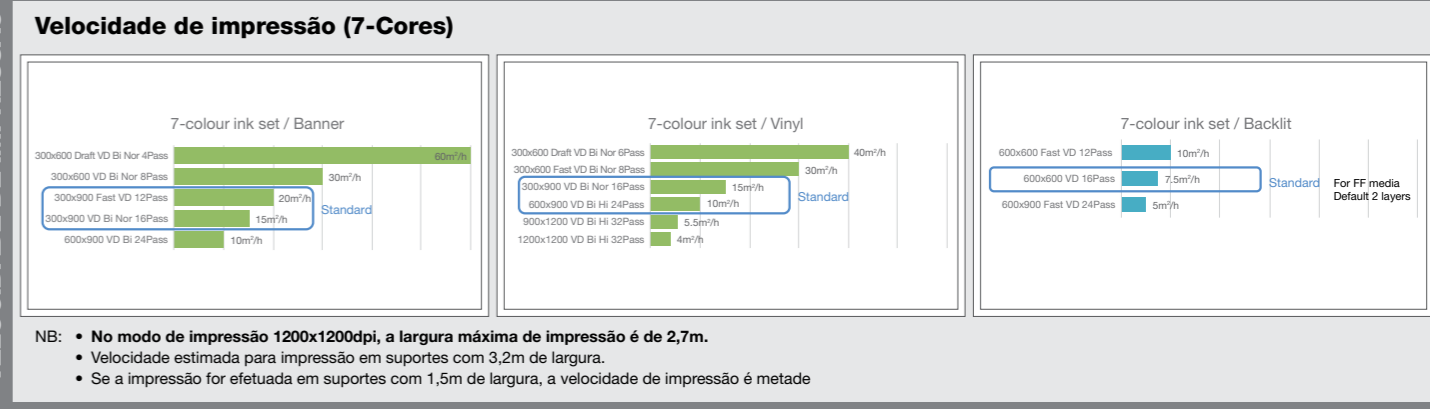 Velocidade de impressão (7-Cores)
7-colour ink set / Banner
300x600 Draft VD Bi Nor 4Pass 60m²/h
300x600 VD Bi Nor 8Pass 30m²/h
300x900 Fast VD 12Pass 20m²/h
300x900 VD Bi Nor 16Pass 15m²/h
Standard
600x900 VD Bi 24Pass 10m²/h
7-colour ink set / Vinyl
300x600 Draft VD Bi Nor 6Pass 40m²/h
300x600 Fast VD Bi Nor 8Pass 30m²/h
300x900 VD Bi Nor 16Pass 15m²/h
600x900 VD Bi Hi 24Pass 10m²/h
Standard
900x1200 VD Bi Hi 32Pass 5.5m²/h
1200x1200 VD Bi Hi 32Pass 4m²/h
7-colour ink set / Backlit
600x600 Fast VD 12Pass 10m²/h
600x600 VD 16Pass 7.5m²/h
Standard
For FF media
Default 2 layers
600x900 Fast VD 24Pass 5m²/h
NB: • No modo de impressão 1200x1200dpi, a largura máxima de impressão é de 2,7m.
• Velocidade estimada para impressão em suportes com 3,2m de largura.
• Se a impressão for efetuada em suportes com 1,5m de largura, a velocidade de impressão é metade